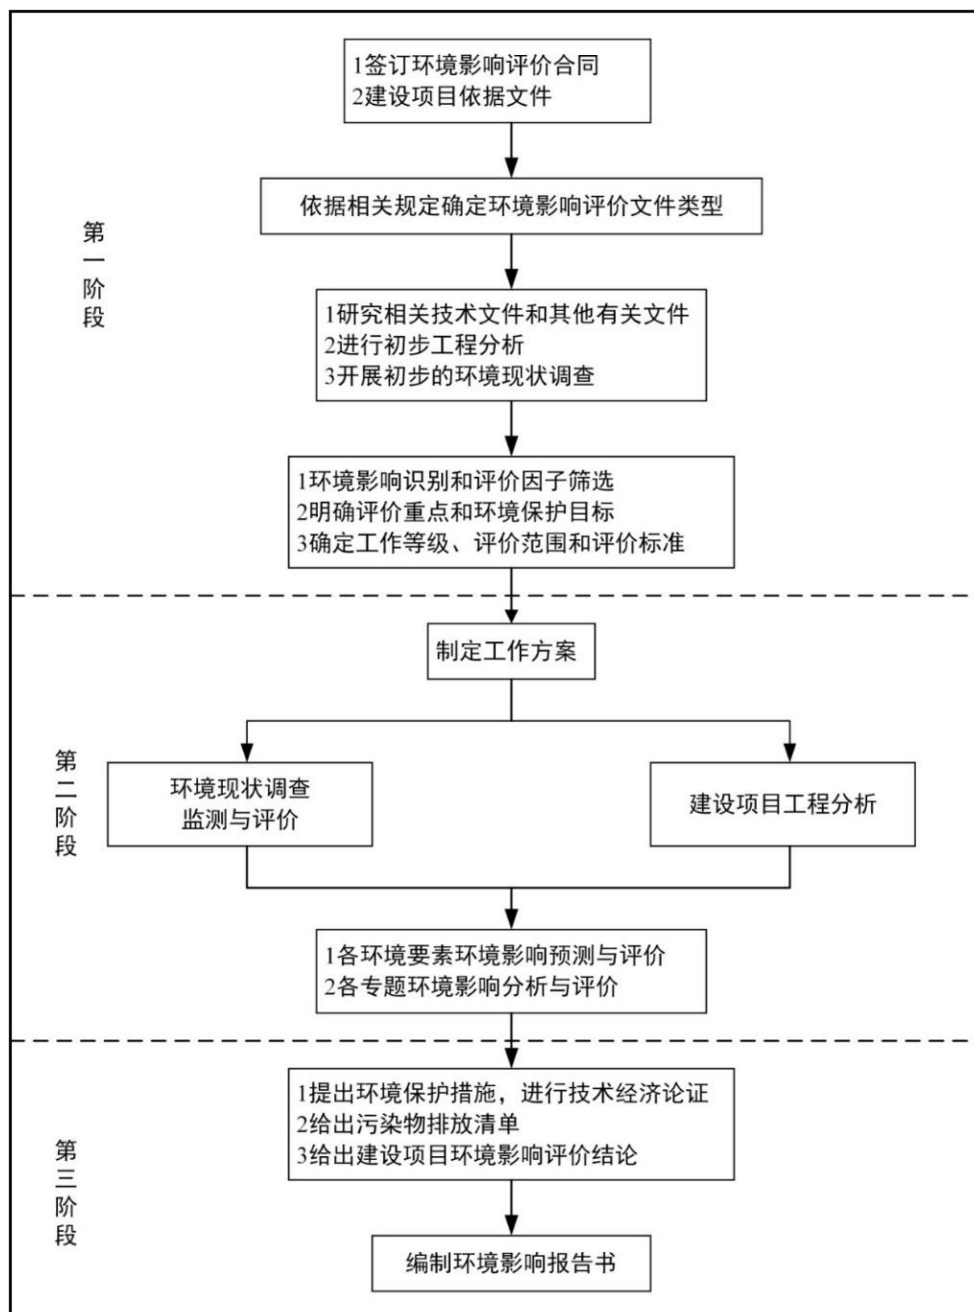 1签订环境影响评价合同
2建设项目依据文件
依据相关规定确定环境影响评价文件类型
第一阶段
1研究相关技术文件和其他有关文件
2进行初步工程分析
3开展初步的环境现状调查
1环境影响识别和评价因子筛选
2明确评价重点和环境保护目标
3确定工作等级、评价范围和评价标准
制定工作方案
第二阶段
环境现状调查
监测与评价
建设项目工程分析
1各环境要素环境影响预测与评价
2各专题环境影响分析与评价
第三阶段
1提出环境保护措施，进行技术经济论证
2给出污染物排放清单
3给出建设项目环境影响评价结论
编制环境影响报告书